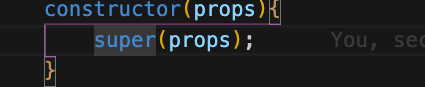 constructor(props){
super(props);    You, sec
}